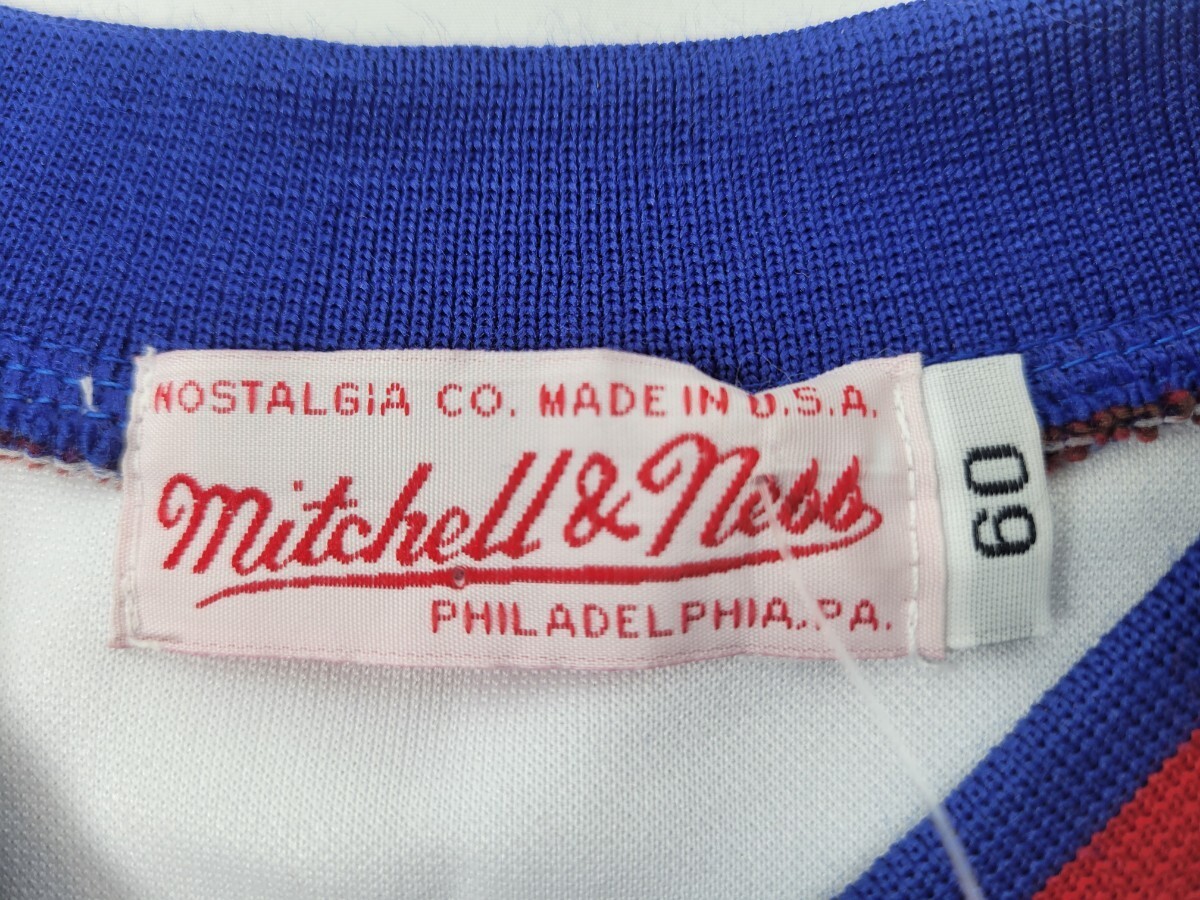 NOSTALGiA CO. MADE IN U.S.A.
Mitchell & Ness
PHILADELPHIA, PA.
60